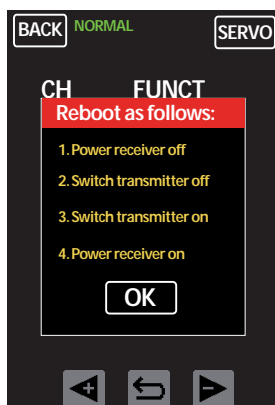 BACK NORMAL SERVO
CH FUNCT
Reboot as follows:
1. Power receiver off
2. Switch transmitter off
3. Switch transmitter on
4. Power receiver on
OK